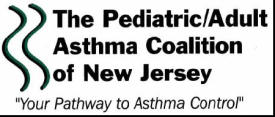 The Pediatric/Adult
Asthma Coalition
of New Jersey
"Your Pathway to Asthma Control"